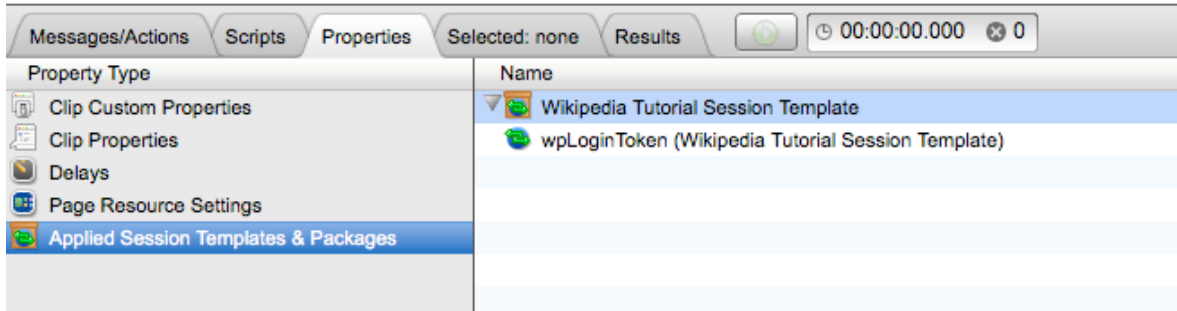 Messages/Actions Scripts Properties Selected: none Results 00:00:00.000 0
Property Type Name
Clip Custom Properties Wikipedia Tutorial Session Template
Clip Properties wpLoginToken (Wikipedia Tutorial Session Template)
Delays
Page Resource Settings
Applied Session Templates & Packages